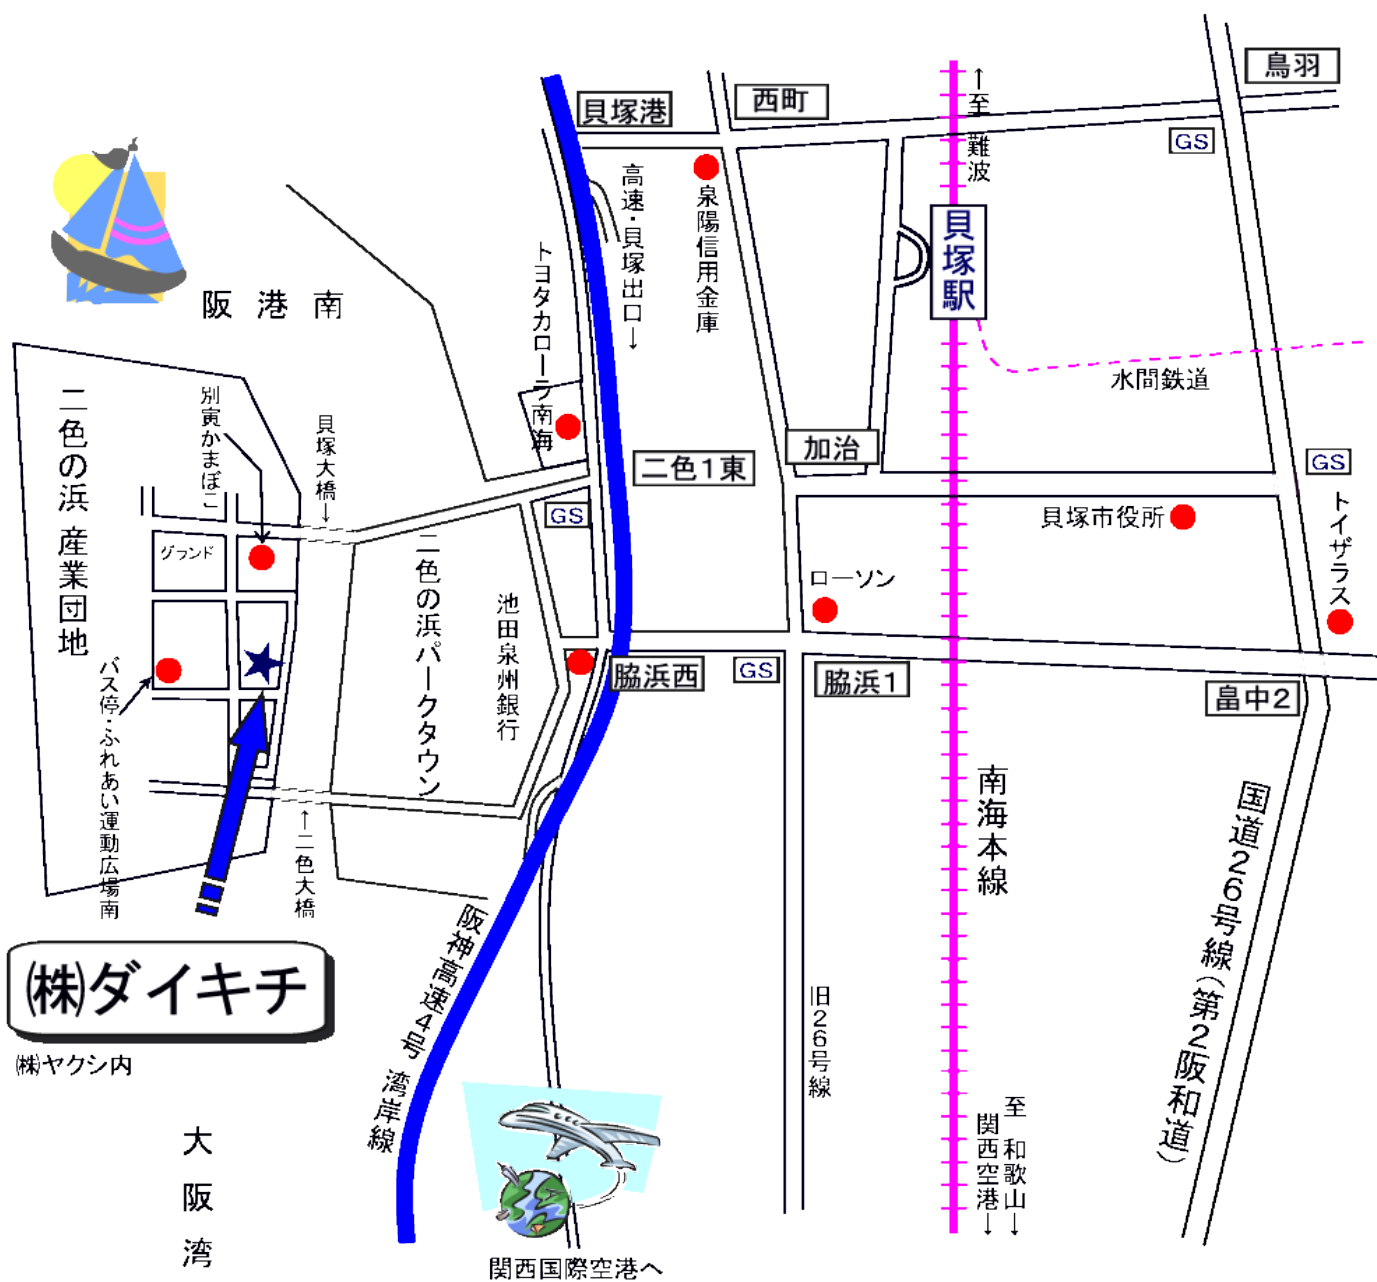 鳥羽
西町
貝塚港
↑至 難波
GS
高速・貝塚出口→
泉陽信用金庫
貝塚駅
トヨタカローラ南海
阪港南
水間鉄道
二色の浜 産業団地
別寅かまぼこ
貝塚大橋→
加治
二色1東
GS
GS
トイザラス
貝塚市役所
グランド
二色の浜パークタウン
ローソン
池田泉州銀行
脇浜西
GS
脇浜1
畠中2
バス停・ふれあい運動広場南
←二色大橋
南海本線
国道26号線(第2阪和道)
阪神高速4号 湾岸線
㈱ダイキチ
㈱ヤクシ内
旧26号線
至 和歌山→
関西空港→
大阪湾
関西国際空港へ